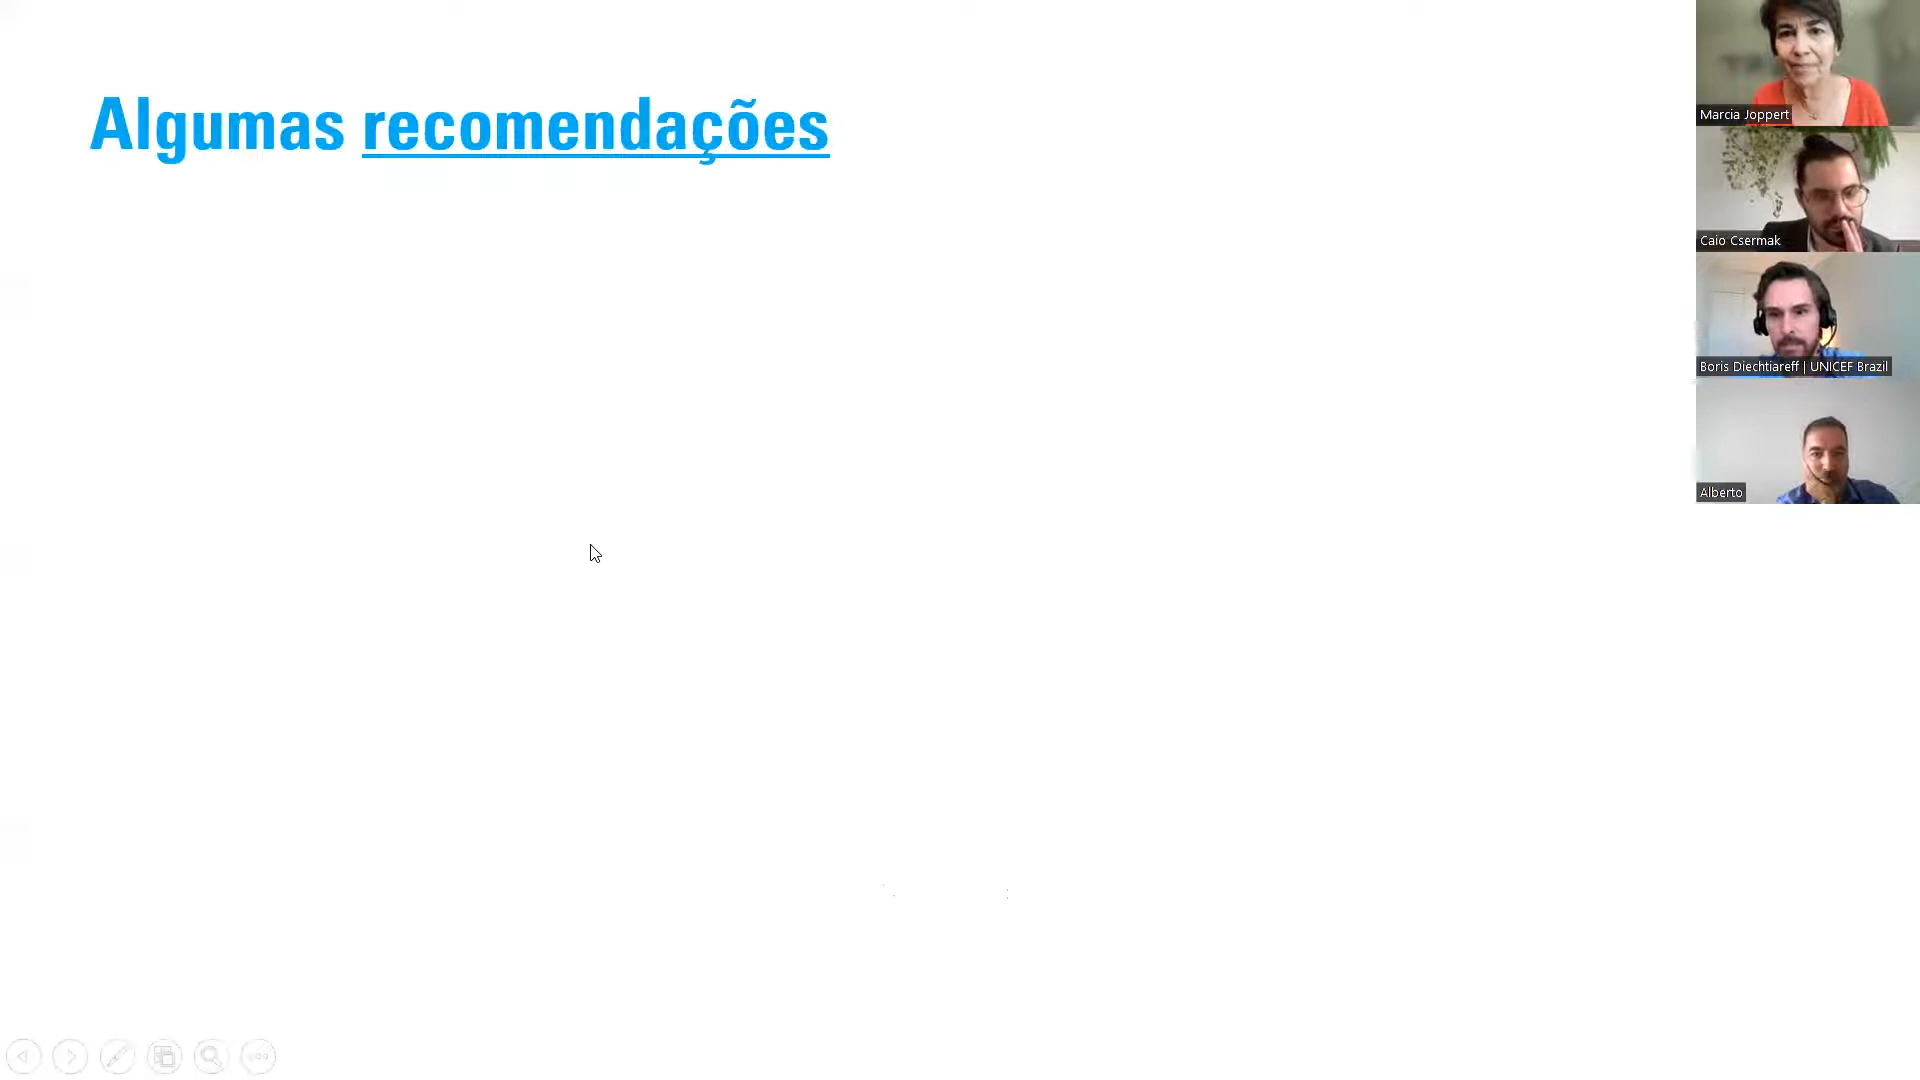 Algumas recomendações
Marcia Joppert
Caio Csermak
Boris Diechtiareff | UNICEF Brazil
Alberto